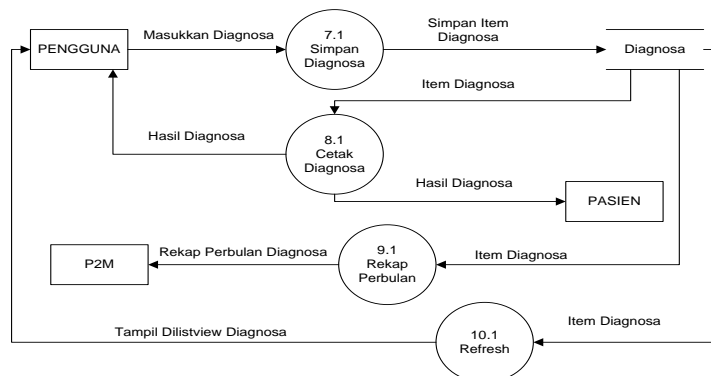 PENGGUNA
Masukkan Diagnosa
7.1
Simpan
Diagnosa
Simpan Item
Diagnosa
Diagnosa
Item Diagnosa
Hasil Diagnosa
8.1
Cetak
Diagnosa
Hasil Diagnosa
PASIEN
P2M
Rekap Perbulan Diagnosa
9.1
Rekap
Perbulan
Item Diagnosa
Tampil Dilistview Diagnosa
10.1
Refresh
Item Diagnosa